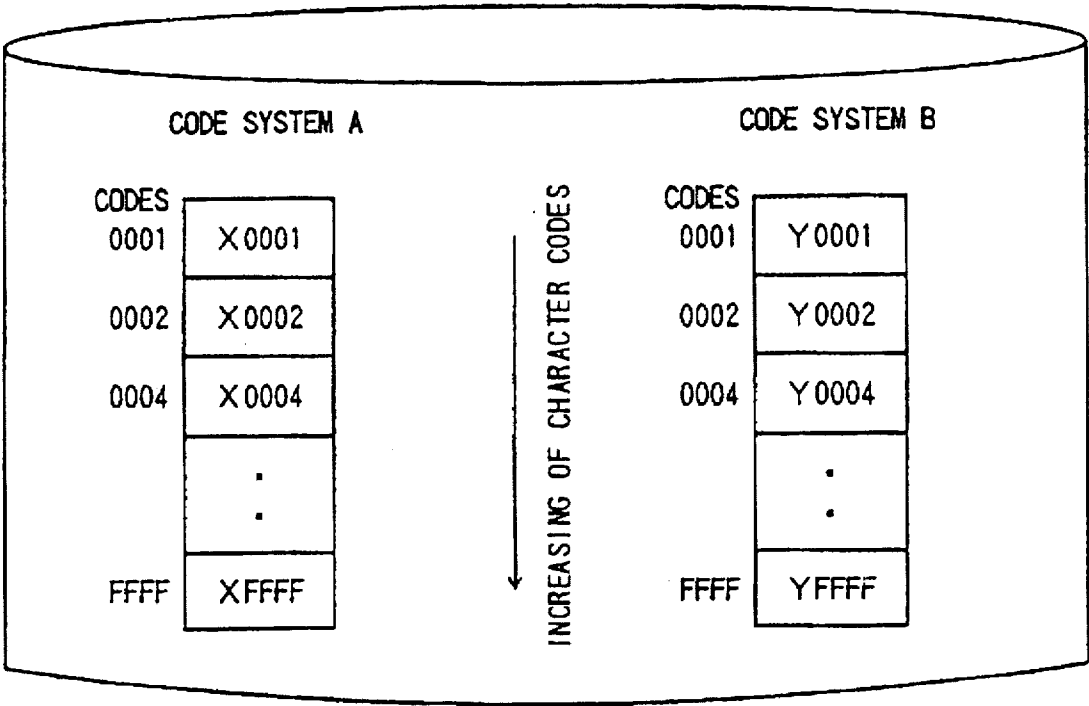 CODE SYSTEM A
CODES
0001 X0001
0002 X0002
0004 X0004
FFFF XFFFF
INCREASING OF CHARACTER CODES
CODE SYSTEM B
CODES
0001 Y0001
0002 Y0002
0004 Y0004
FFFF YFFFF